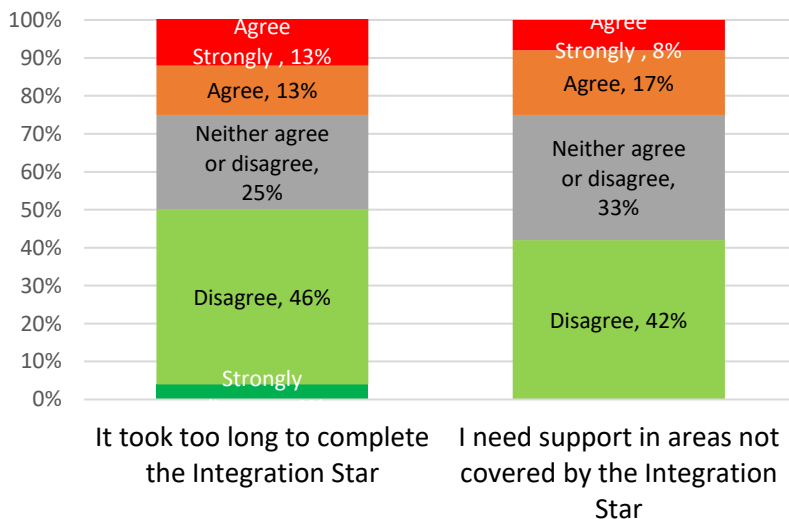 100%
90%
80%
70%
60%
50%
40%
30%
20%
10%
0%
Agree
Strongly , 13%
Agree, 13%
Neither agree
or disagree,
25%
Disagree, 46%
Strongly
Agree
Strongly , 8%
Agree, 17%
Neither agree
or disagree,
33%
Disagree, 42%
It took too long to complete
the Integration Star
I need support in areas not
covered by the Integration
Star